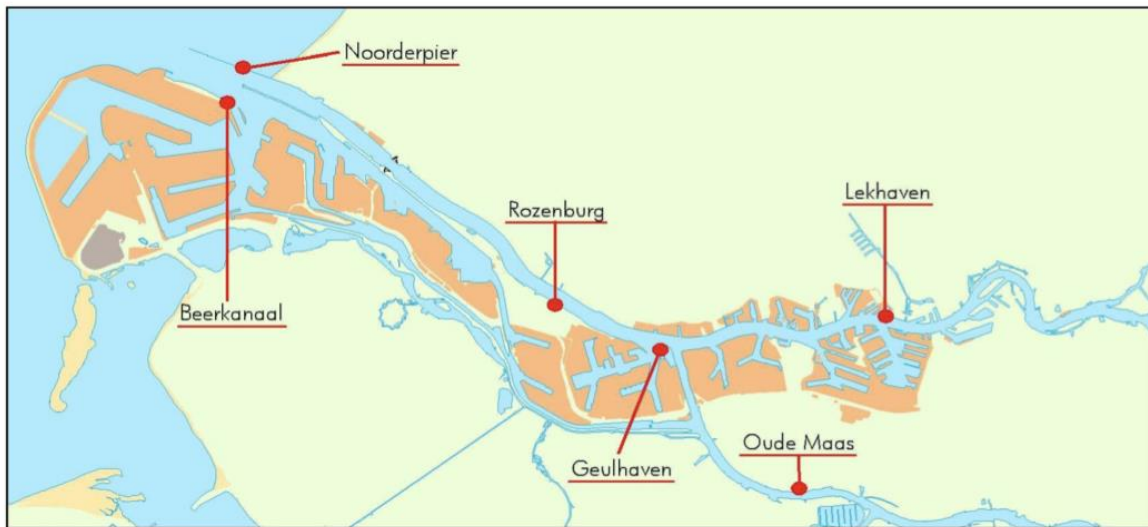 Noorderpier
Lekhaven
Rozenburg
Beerkanaal
Oude Maas
Geulhaven